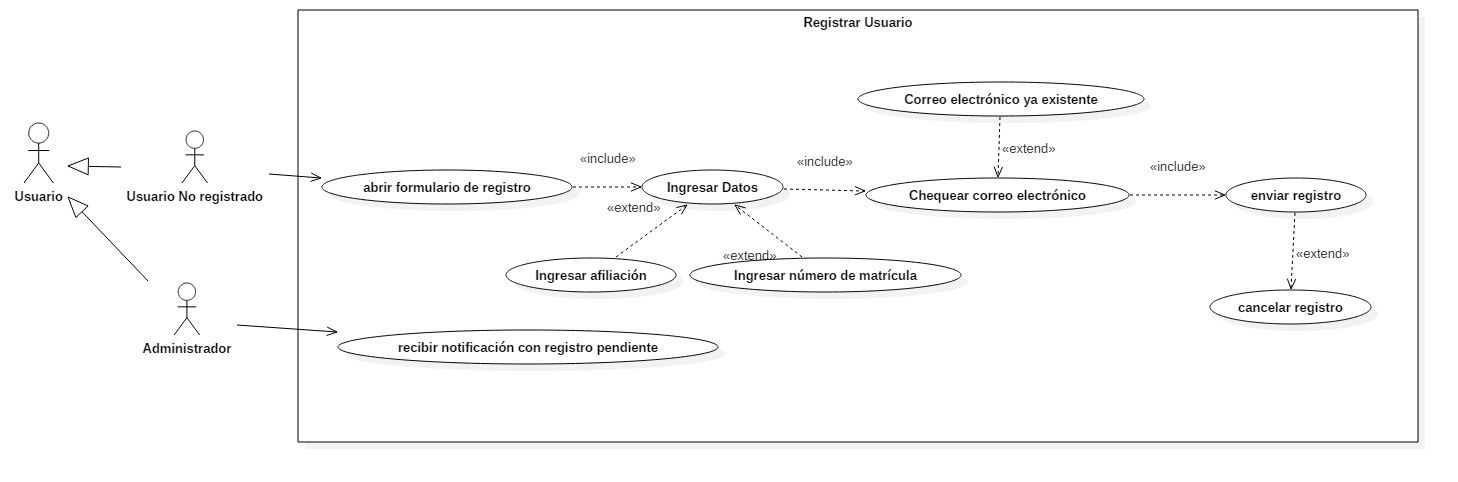 Registrar Usuario
Correo electrónico ya existente
«extend»
«include»
«include»
«include»
Usuario
Usuario No registrado
abrir formulario de registro
Ingresar Datos
Chequear correo electrónico
enviar registro
«extend»
«extend»
«extend»
Ingresar afiliación
Ingresar número de matrícula
cancelar registro
Administrador
recibir notificación con registro pendiente